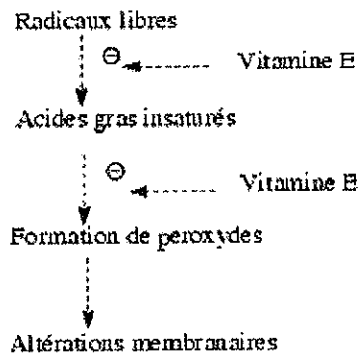 Radicaux libres
⊖
Vitamine E
Acides gras insaturés
⊖
Vitamine E
Formation de peroxydes
Altérations membranaires